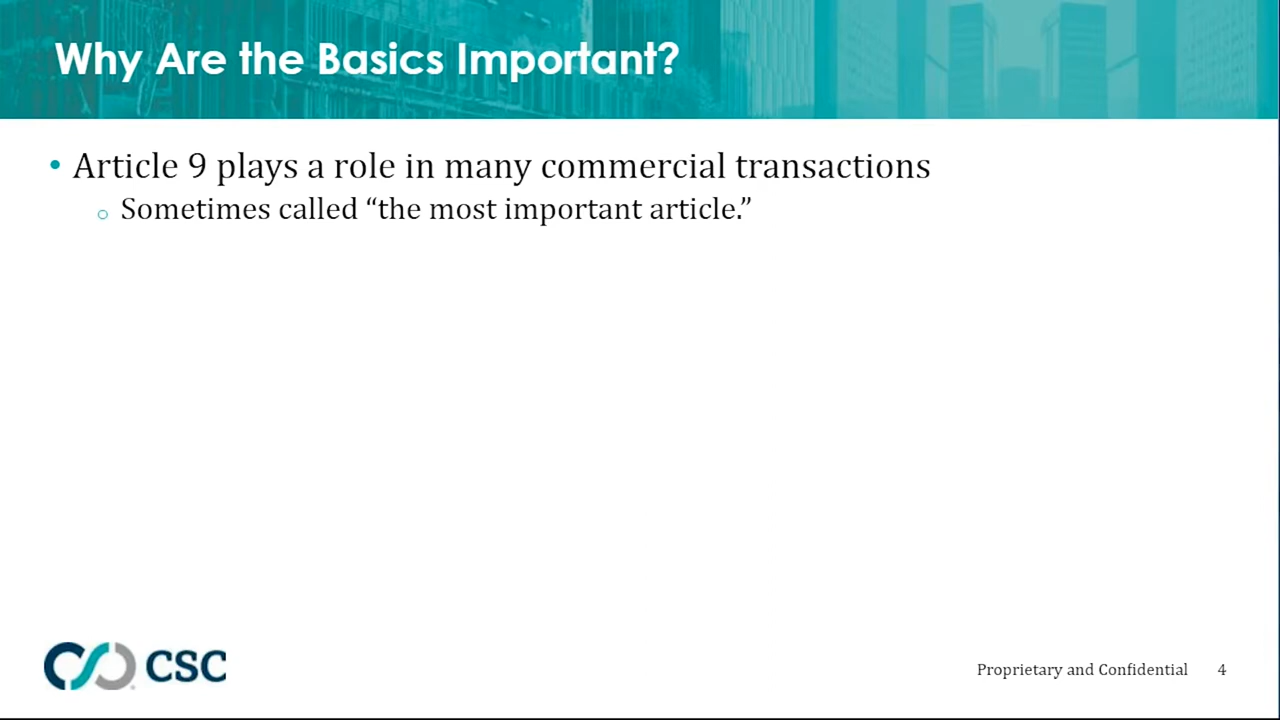 Why Are the Basics Important?
• Article 9 plays a role in many commercial transactions
○ Sometimes called “the most important article.”
CSC
Proprietary and Confidential 4